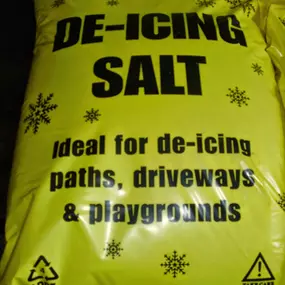 DE-ICING
SALT
Ideal for de-icing
paths, driveways
& playgrounds